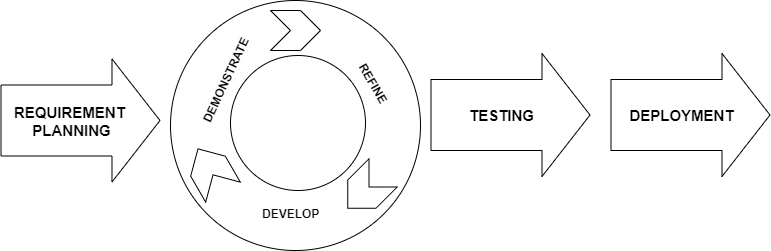 REQUIREMENT
PLANNING
DEMONSTRATE
REFINE
DEVELOP
TESTING
DEPLOYMENT